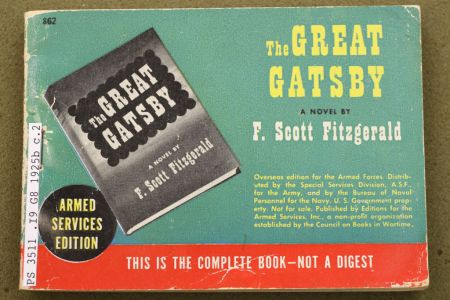 862
The GREAT
GATSBY
A NOVEL BY
F. Scott Fitzgerald
The GREAT
GATSBY
A NOVEL BY
F. Scott Fitzgerald
Overseas edition for the Armed Forces. Distrib-
uted by the Special Services Division, A.S.F.,
for the Army, and by the Bureau of Naval
Personnel for the Navy. U. S. Government prop-
erty. Not for sale. Published by Editions for the
Armed Services, Inc., a non-profit organization
established by the Council on Books in Wartime.
ARMED
SERVICES
EDITION
THIS IS THE COMPLETE BOOK—NOT A DIGEST
PS 3511 .I9 G8 1925b c.2